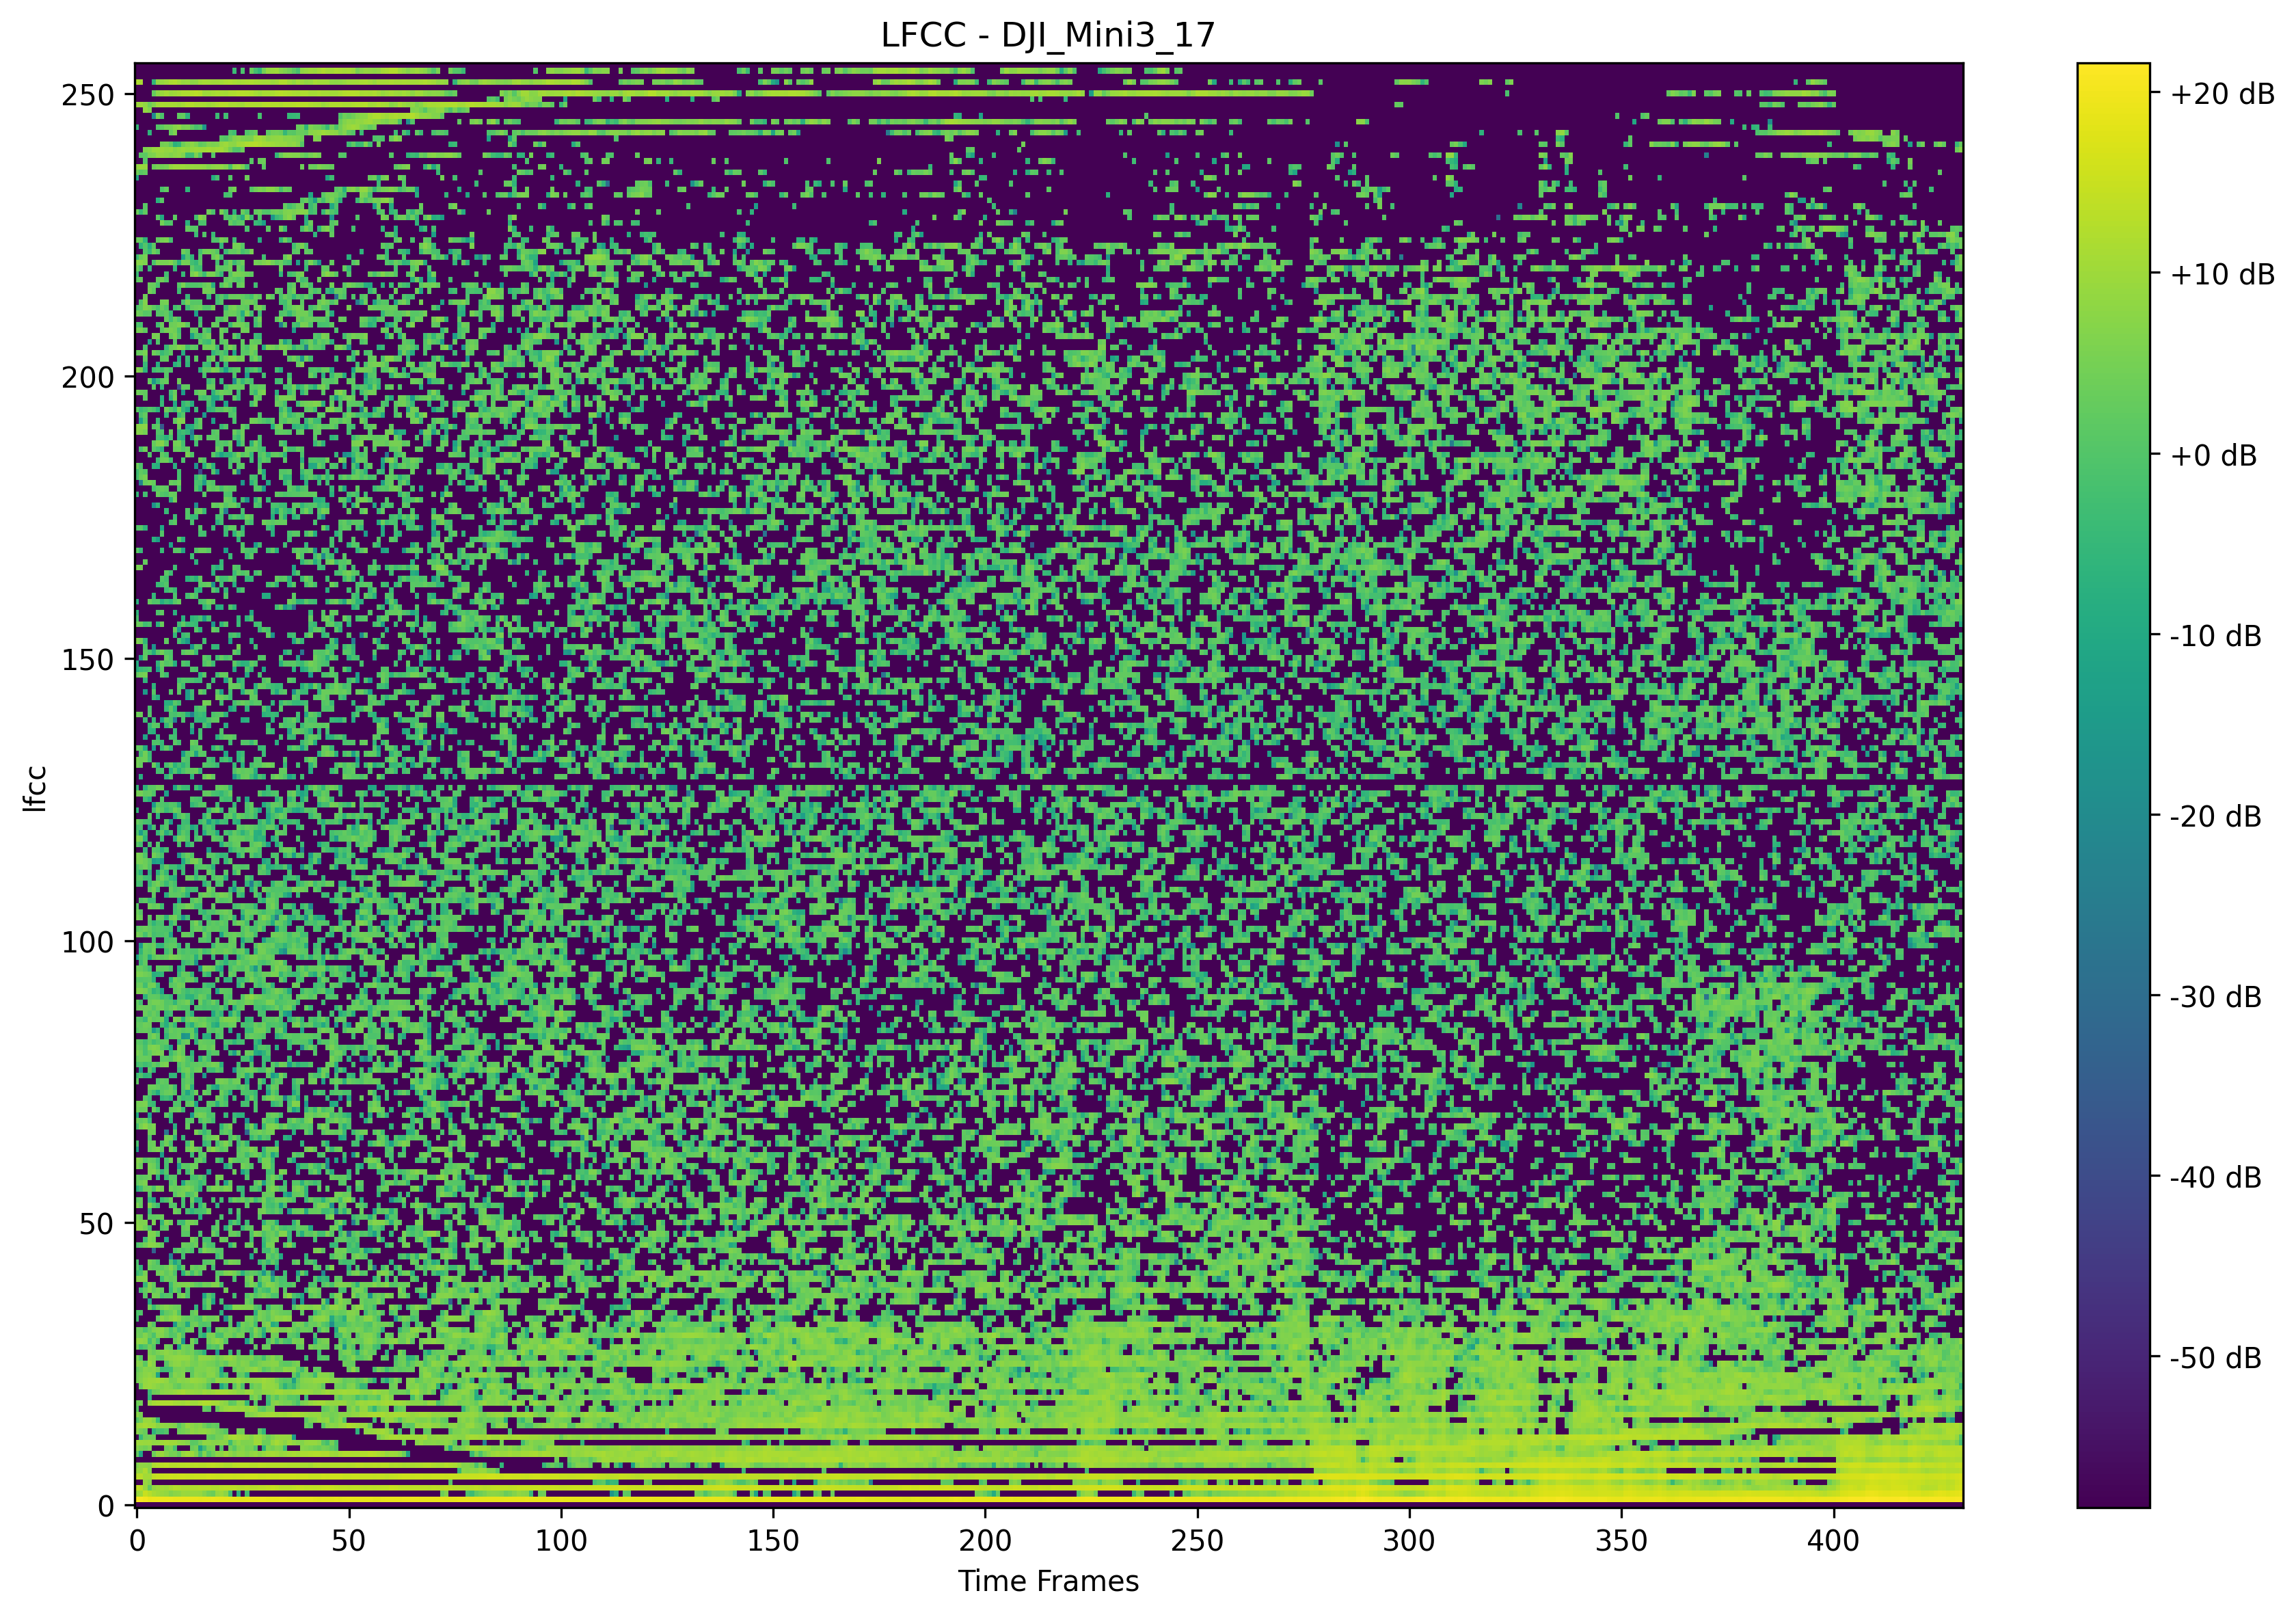 LFCC - DJI_Mini3_17
250
200
150
100
50
0
lfcc
0 50 100 150 200 250 300 350 400
Time Frames
+20 dB
+10 dB
+0 dB
-10 dB
-20 dB
-30 dB
-40 dB
-50 dB